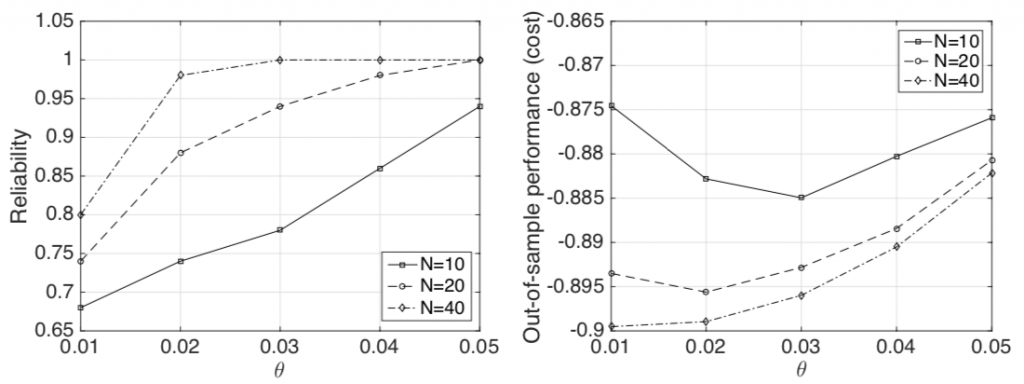 Reliability
1.05
1
0.95
0.9
0.85
0.8
0.75
0.7
0.65
0.01 0.02 0.03 0.04 0.05
θ
N=10
N=20
N=40
Out-of-sample performance (cost)
-0.865
-0.87
-0.875
-0.88
-0.885
-0.89
-0.895
-0.9
0.01 0.02 0.03 0.04 0.05
θ
N=10
N=20
N=40